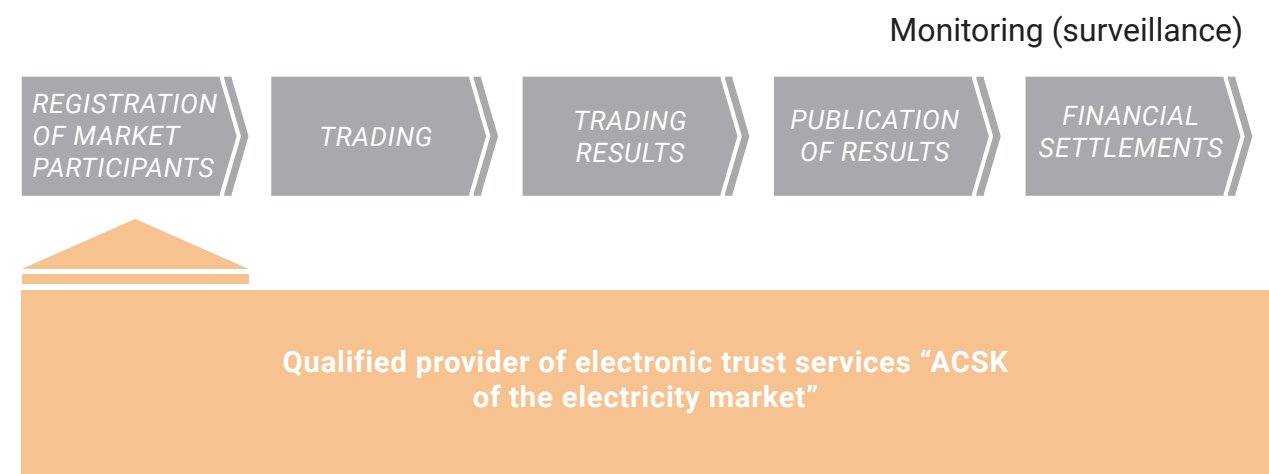 Monitoring (surveillance)
REGISTRATION
OF MARKET
PARTICIPANTS
TRADING
TRADING
RESULTS
PUBLICATION
OF RESULTS
FINANCIAL
SETTLEMENTS
Qualified provider of electronic trust services “ACSK
of the electricity market”